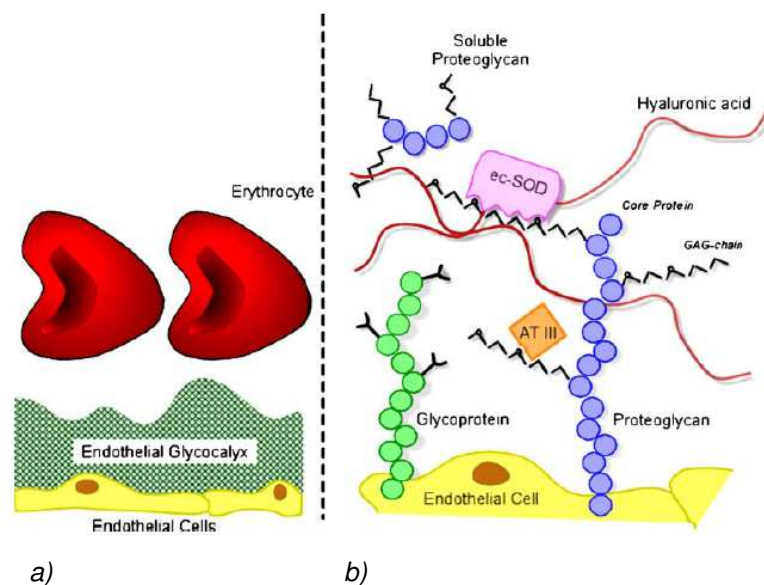 Soluble
Proteoglycan
Hyaluronic acid
Erythrocyte
ec-SOD
Core Protein
GAG-chain
AT III
Glycoprotein
Proteoglycan
Endothelial Glycocalyx
Endothelial Cell
Endothelial Cells
a)
b)